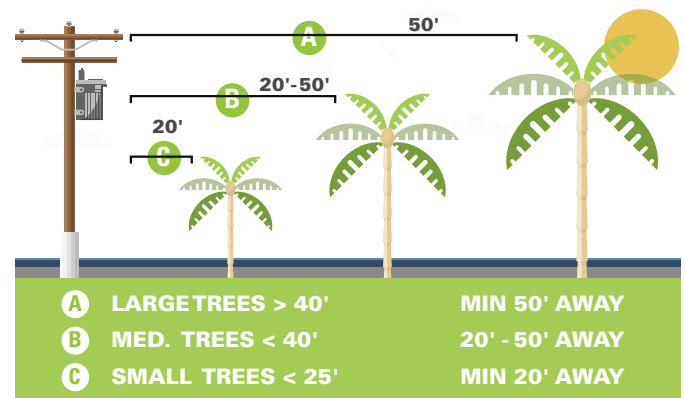 50'
A
20'-50'
B
20'
C
A LARGE TREES > 40' MIN 50' AWAY
B MED. TREES < 40' 20' - 50' AWAY
C SMALL TREES < 25' MIN 20' AWAY